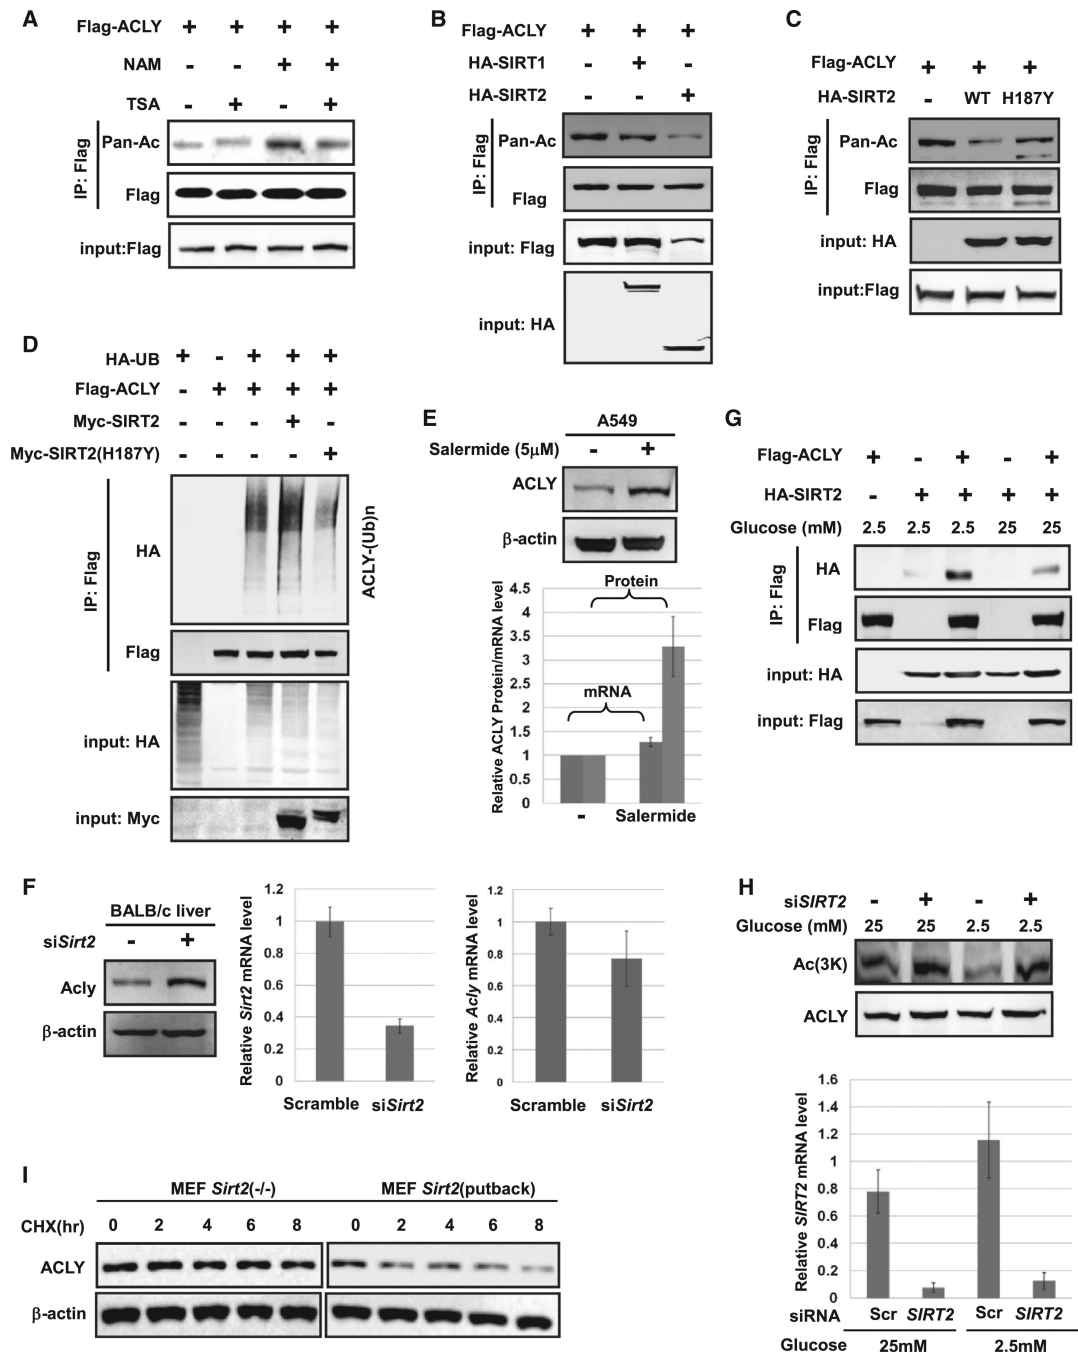 A
Flag-ACLY + + + +
NAM - - + +
TSA - + - +
IP: Flag
Pan-Ac
Flag
input:Flag
B
Flag-ACLY + + +
HA-SIRT1 - + -
HA-SIRT2 - - +
IP: Flag
Pan-Ac
Flag
input: Flag
input: HA
C
Flag-ACLY + + +
HA-SIRT2 - WT H187Y
IP: Flag
Pan-Ac
Flag
input: HA
input:Flag
D
HA-UB + - + + +
Flag-ACLY - + + + +
Myc-SIRT2 - - - + -
Myc-SIRT2(H187Y) - - - - +
IP: Flag
HA
ACLY-(Ub)n
Flag
input: HA
input: Myc
E
A549
Salermide (5μM) - +
ACLY
β-actin
Relative ACLY Protein/mRNA level
4.5
4
3.5
3
2.5
2
1.5
1
0.5
0
Protein
mRNA
- Salermide
G
Flag-ACLY + - + - +
HA-SIRT2 - + + + +
Glucose (mM) 2.5 2.5 2.5 25 25
IP: Flag
HA
Flag
input: HA
input: Flag
F
BALB/c liver
siSirt2 - +
Acly
β-actin
Relative Sirt2 mRNA level
1.2
1
0.8
0.6
0.4
0.2
0
Scramble siSirt2
Relative Acly mRNA level
1.2
1
0.8
0.6
0.4
0.2
0
Scramble siSirt2
H
siSIRT2 - + - +
Glucose (mM) 25 25 2.5 2.5
Ac(3K)
ACLY
Relative SIRT2 mRNA level
1.6
1.4
1.2
1
0.8
0.6
0.4
0.2
0
siRNA Scr SIRT2 Scr SIRT2
Glucose 25mM 2.5mM
I
MEF Sirt2(-/-) MEF Sirt2(putback)
CHX(hr) 0 2 4 6 8 0 2 4 6 8
ACLY
β-actin